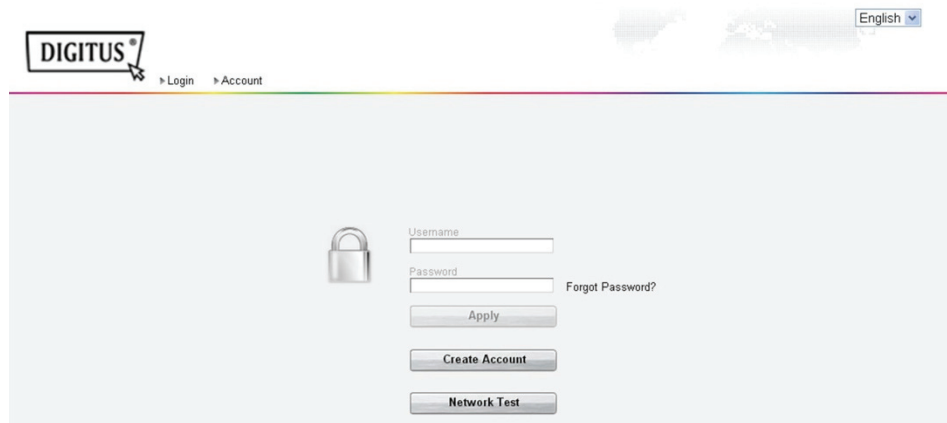 English
DIGITUS®
Login Account
Username
Password
Forgot Password?
Apply
Create Account
Network Test